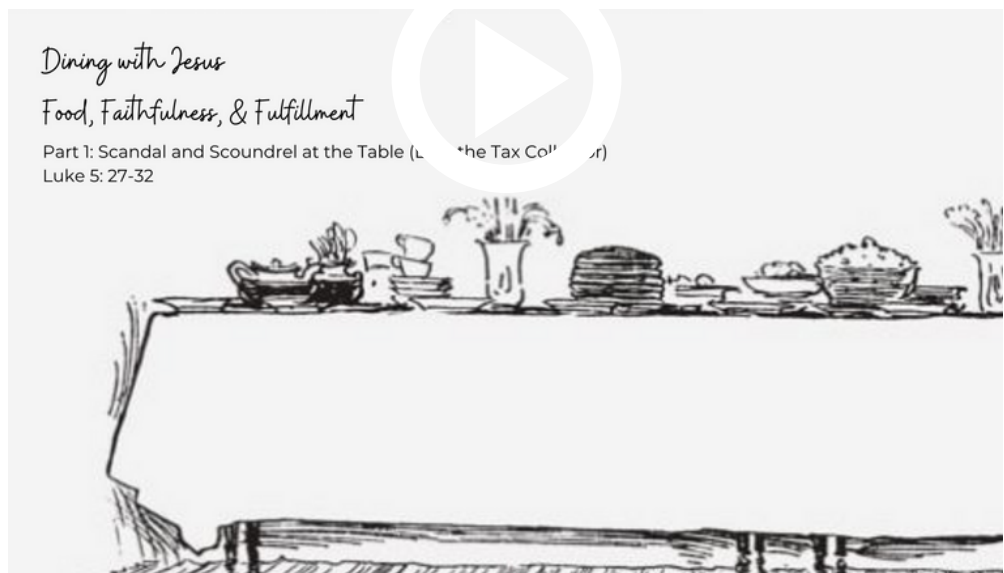 Dining with Jesus
Food, Faithfulness, & Fulfillment
Part 1: Scandal and Scoundrel at the Table (the Tax Collector)
Luke 5: 27-32